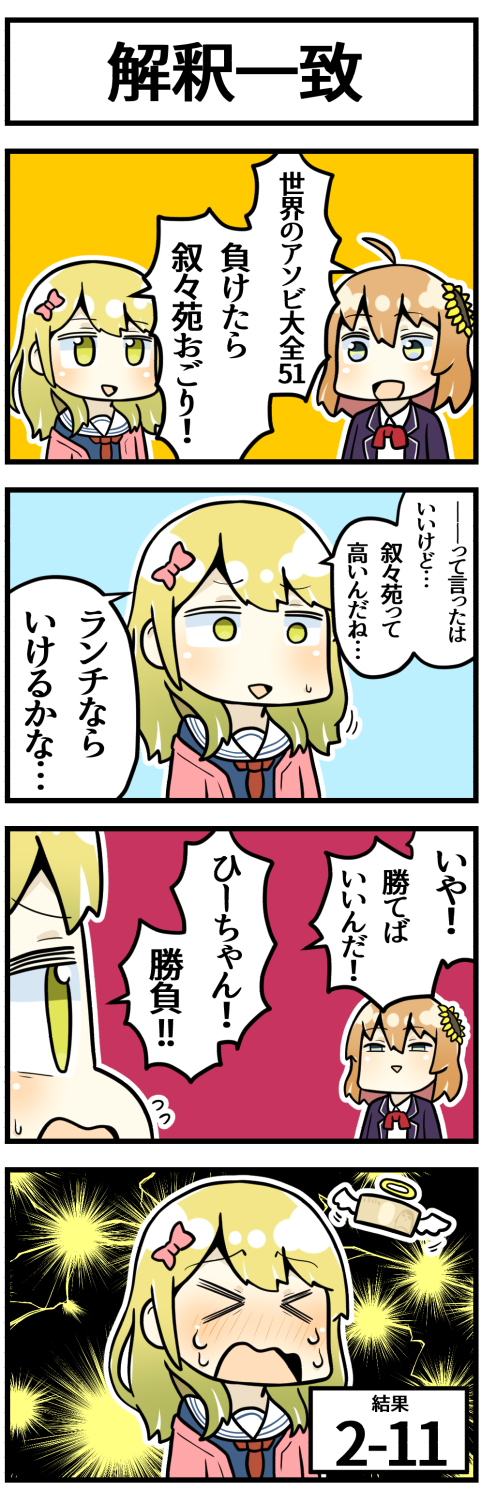 解釈一致
世界のアソビ大全51
負けたら
叙々苑おごり!
───って言ったは
いいけど…
叙々苑って
高いんだね…
ランチなら
いけるかな…
いや!
勝てば
いいんだ!
ひーちゃん!
勝負!!
結果
2-11